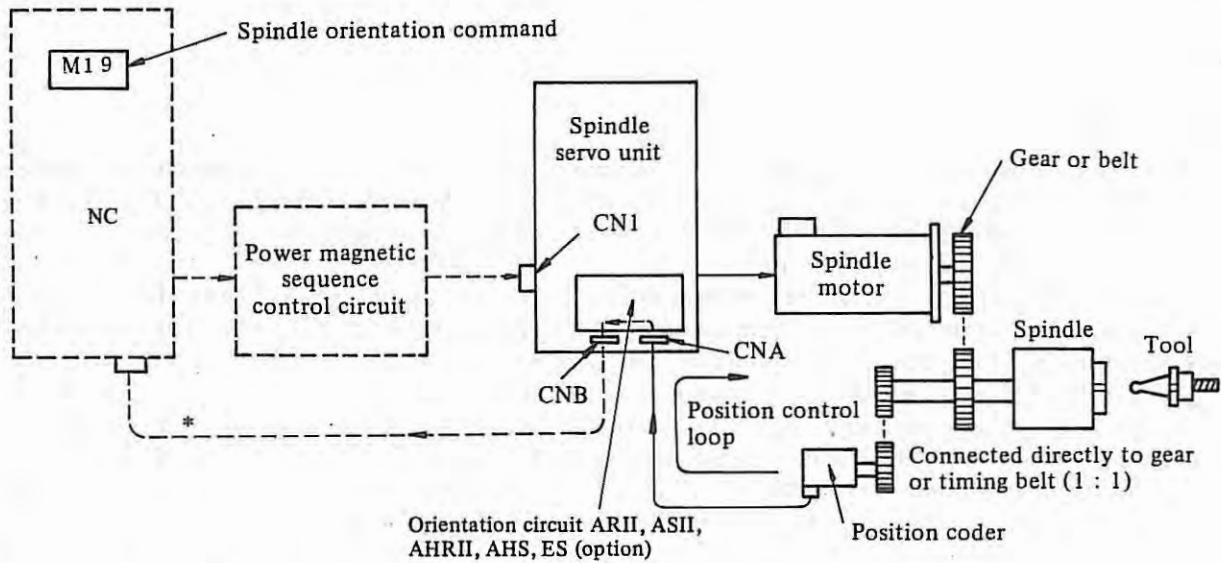 Spindle orientation command
M19
Spindle
servo unit
Gear or belt
NC
CN1
Power magnetic
sequence
control circuit
Spindle
motor
Spindle
Tool
CNA
CNB
*
Position control
loop
Connected directly to gear
or timing belt (1 : 1)
Orientation circuit ARII, ASII,
AHRII, AHS, ES (option)
Position coder